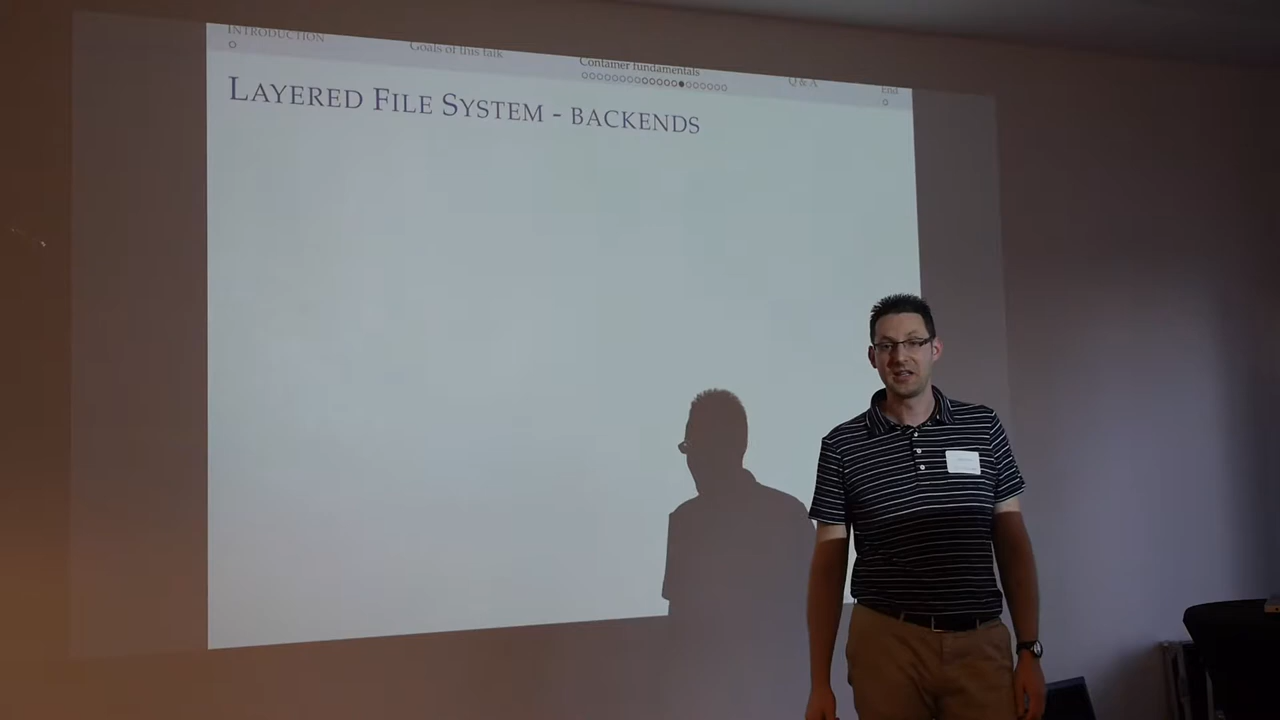 INTRODUCTION
Goals of this talk
Container fundamentals
Q & A
End
LAYERED FILE SYSTEM - BACKENDS